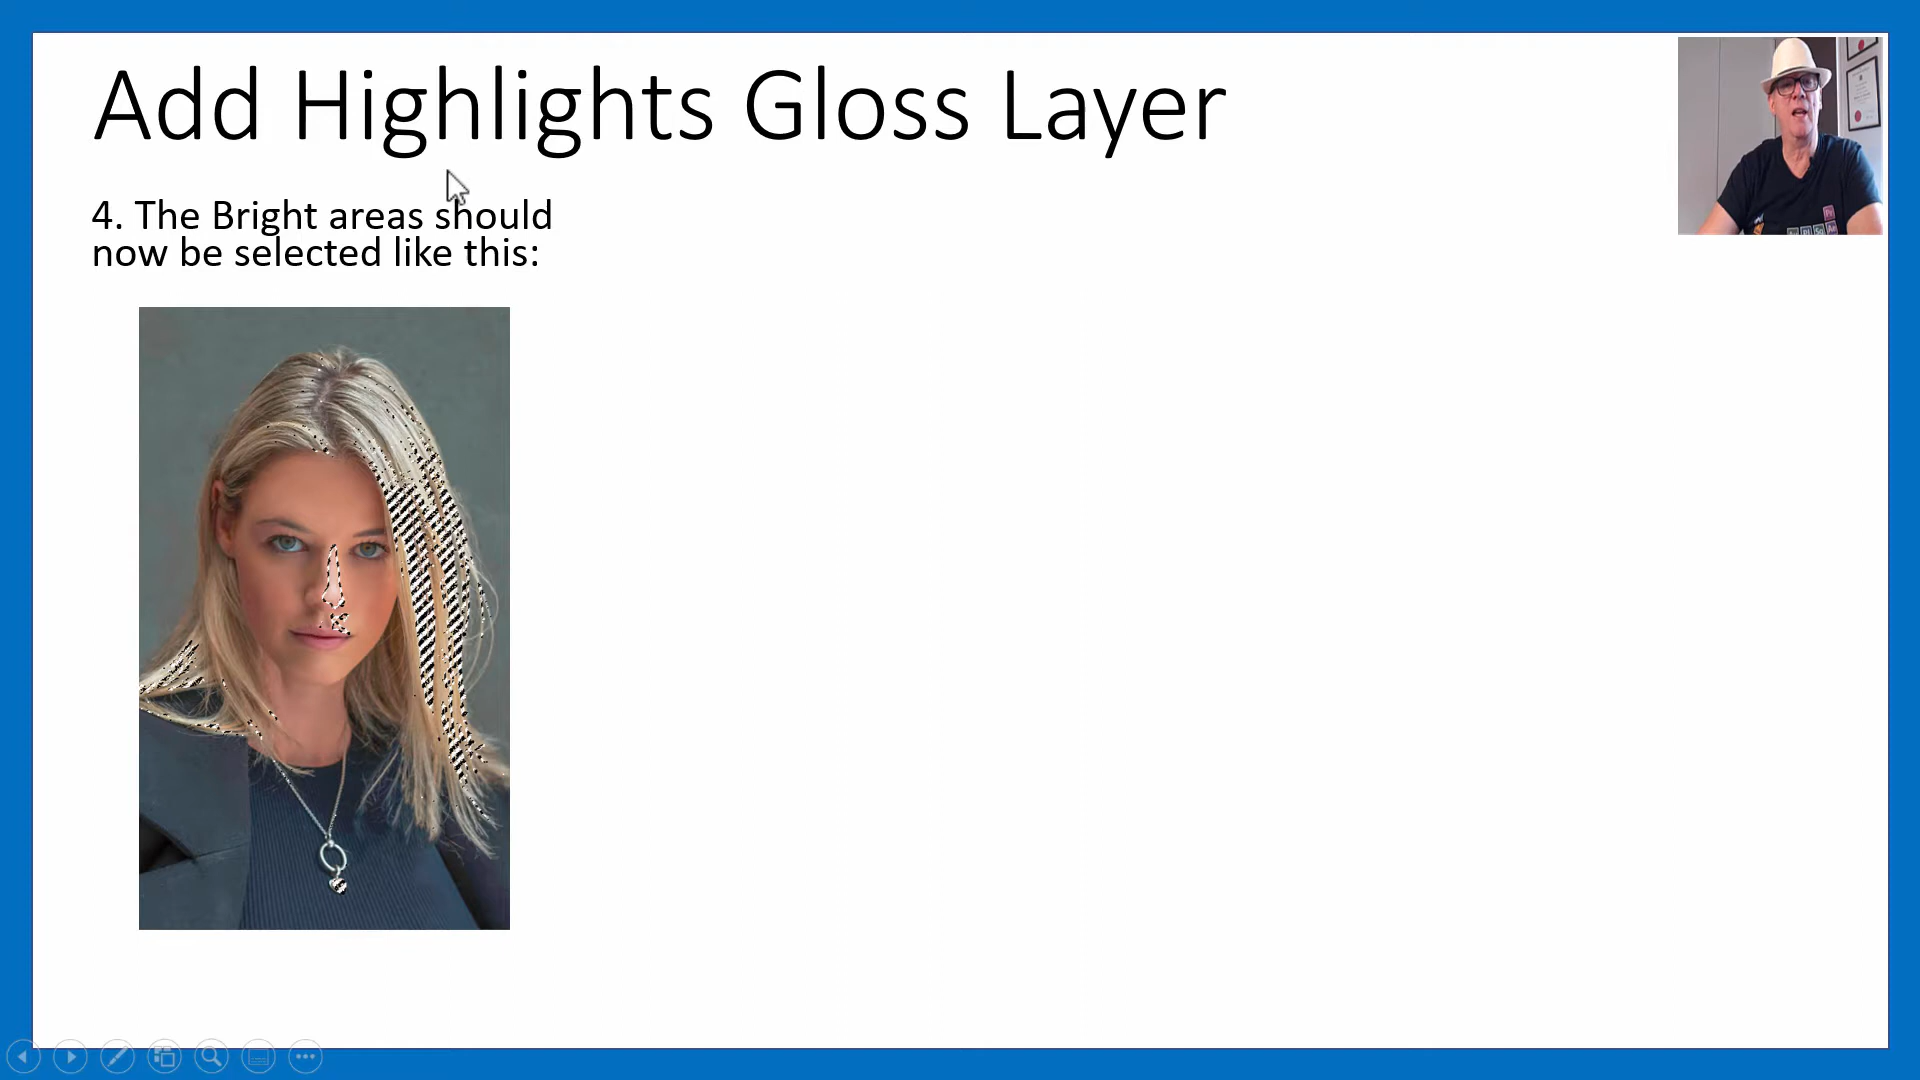 Add Highlights Gloss Layer
4. The Bright areas should
now be selected like this: